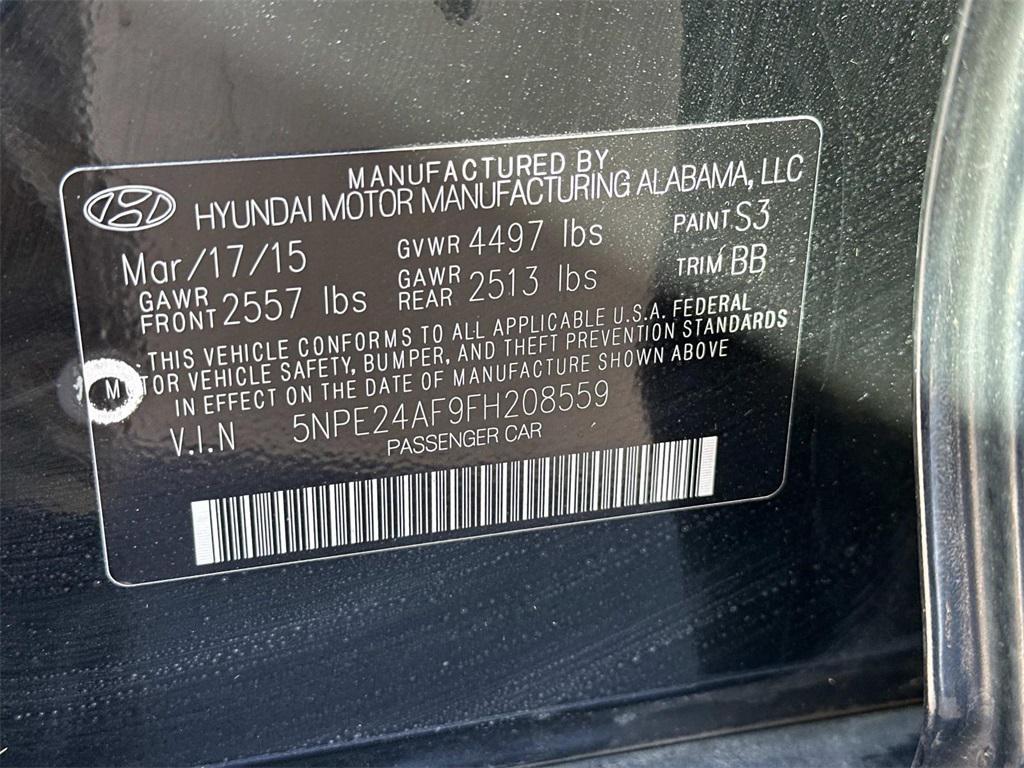 MANUFACTURED BY
HYUNDAI MOTOR MANUFACTURING ALABAMA, LLC
Mar/17/15 GVWR 4497 lbs PAINT S3
GAWR FRONT 2557 lbs GAWR REAR 2513 lbs TRIM BB
THIS VEHICLE CONFORMS TO ALL APPLICABLE U.S.A. FEDERAL
MOTOR VEHICLE SAFETY, BUMPER, AND THEFT PREVENTION STANDARDS
IN EFFECT ON THE DATE OF MANUFACTURE SHOWN ABOVE
V.I.N 5NPE24AF9FH208559
PASSENGER CAR